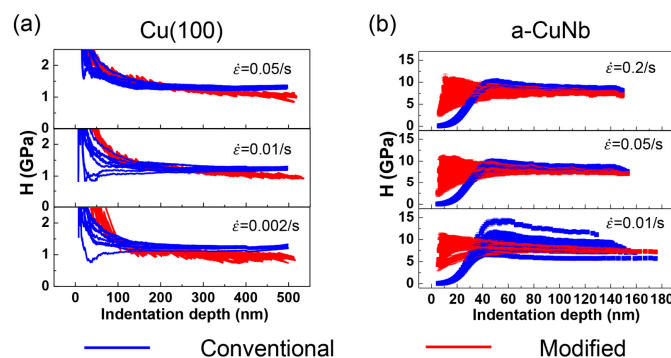 (a) Cu(100)
(b) a-CuNb
H (GPa)
2
1
0
ε̇=0.05/s
2
1
0
ε̇=0.01/s
2
1
0
ε̇=0.002/s
0 100 200 300 400 500
Indentation depth (nm)
H (GPa)
15
10
5
0
ε̇=0.2/s
15
10
5
0
ε̇=0.05/s
15
10
5
0
ε̇=0.01/s
0 20 40 60 80 100 120 140 160 180
Indentation depth (nm)
Conventional
Modified